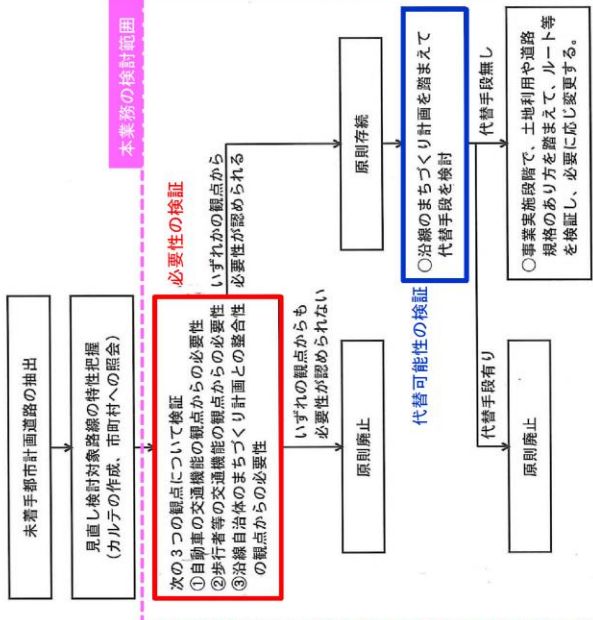 未着手都市計画道路の抽出
見直し検討対象路線の特性把握
（カルテの作成、市町村への照会）
本業務の検討範囲
必要性の検証
次の３つの観点について検証
①自動車の交通機能の観点からの必要性
②歩行者等の交通機能の観点からの必要性
③沿線自治体のまちづくり計画との整合性
の観点からの必要性
いずれかの観点から
必要性が認められる
いずれの観点からも
必要性が認められない
原則廃止
原則存続
代替可能性の検証
○沿線のまちづくり計画を踏まえて
代替手段を検討
代替手段有り
代替手段無し
原則廃止
○事業実施段階で、土地利用や道路
規格のあり方を踏まえて、ルート等
を検証し、必要に応じ変更する。